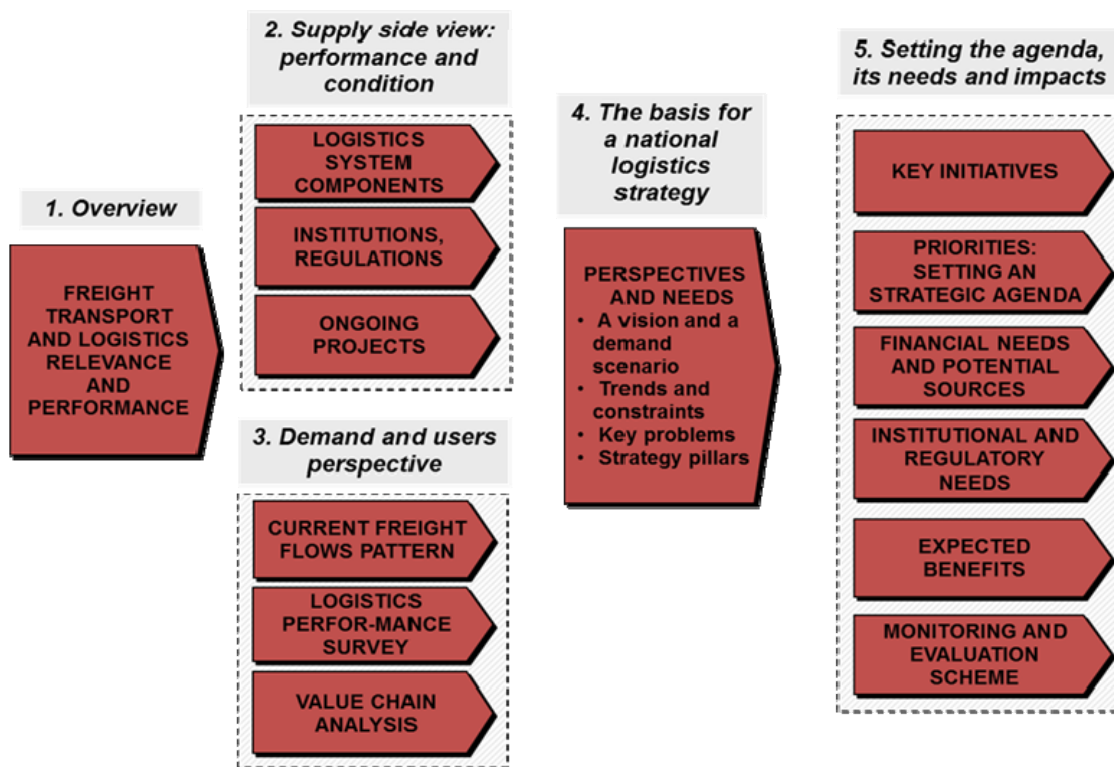 1. Overview
FREIGHT
TRANSPORT
AND LOGISTICS
RELEVANCE
AND
PERFORMANCE
2. Supply side view:
performance and
condition
LOGISTICS
SYSTEM
COMPONENTS
INSTITUTIONS,
REGULATIONS
ONGOING
PROJECTS
3. Demand and users
perspective
CURRENT FREIGHT
FLOWS PATTERN
LOGISTICS
PERFOR-MANCE
SURVEY
VALUE CHAIN
ANALYSIS
4. The basis for
a national
logistics
strategy
PERSPECTIVES
AND NEEDS
• A vision and a
demand
scenario
• Trends and
constraints
• Key problems
• Strategy pillars
5. Setting the agenda,
its needs and impacts
KEY INITIATIVES
PRIORITIES:
SETTING AN
STRATEGIC AGENDA
FINANCIAL NEEDS
AND POTENTIAL
SOURCES
INSTITUTIONAL AND
REGULATORY
NEEDS
EXPECTED
BENEFITS
MONITORING AND
EVALUATION
SCHEME